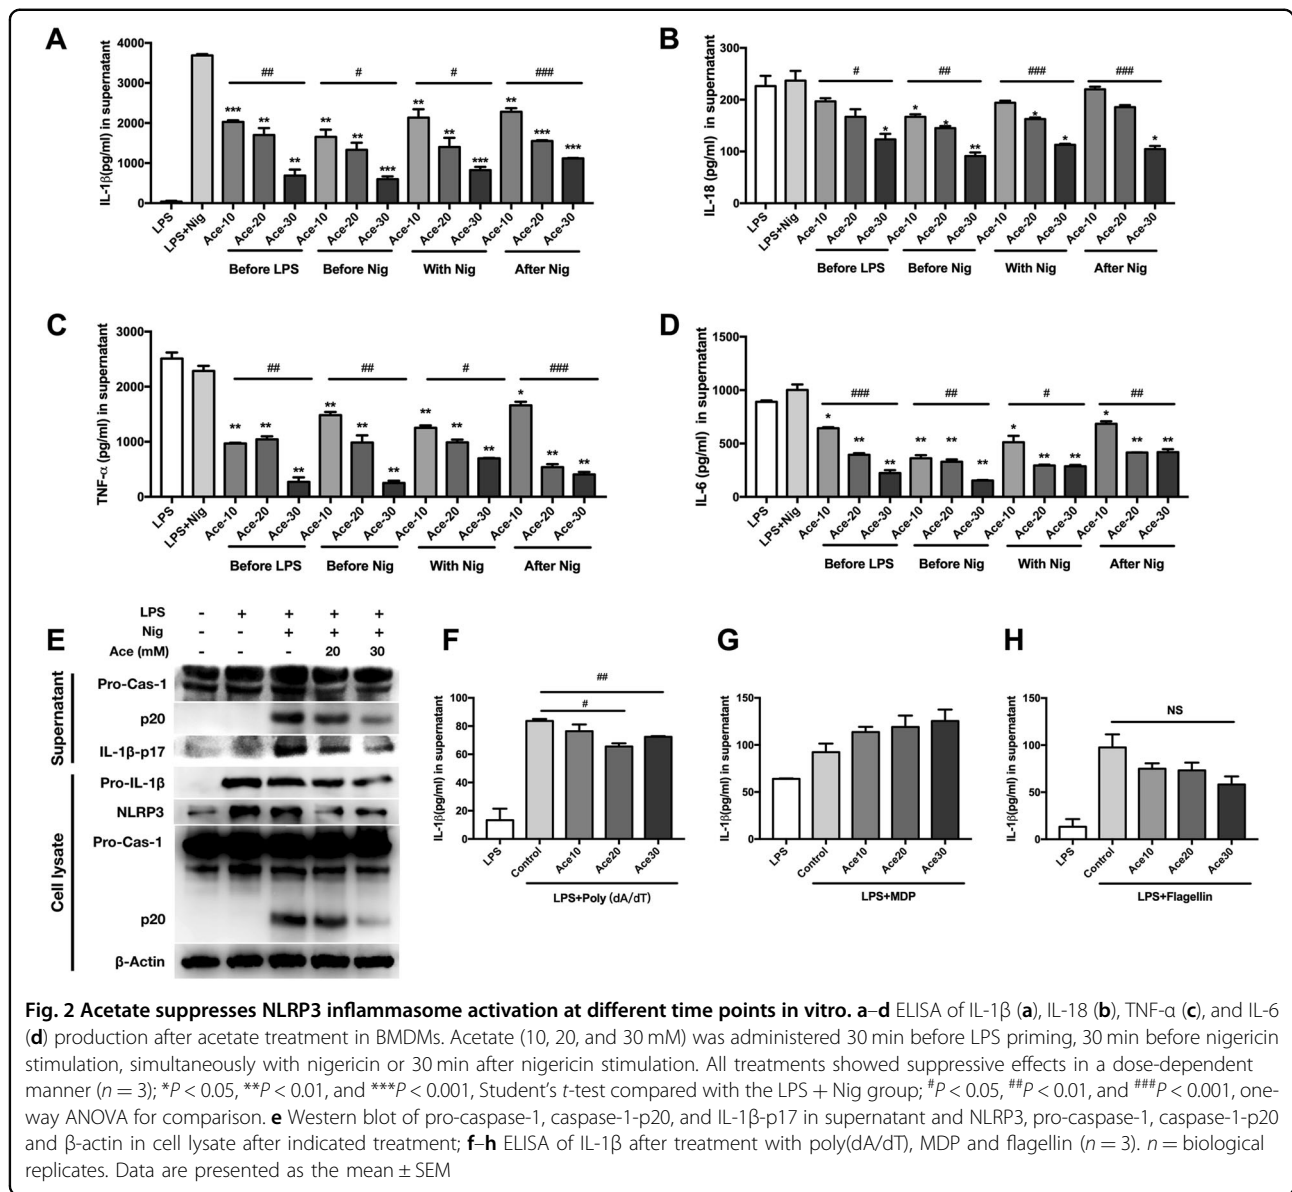 A
IL-1β(pg/ml) in supernatant
4000
3000
2000
1000
0
## # # ###
*** ** ** ** ** *** ** ** *** ** *** ***
LPS LPS+Nig Ace-10 Ace-20 Ace-30 Ace-10 Ace-20 Ace-30 Ace-10 Ace-20 Ace-30 Ace-10 Ace-20 Ace-30
Before LPS Before Nig With Nig After Nig
B
IL-18 (pg/ml) in supernatant
300
200
100
0
# ## ### ###
* * * ** * * *
LPS LPS+Nig Ace-10 Ace-20 Ace-30 Ace-10 Ace-20 Ace-30 Ace-10 Ace-20 Ace-30 Ace-10 Ace-20 Ace-30
Before LPS Before Nig With Nig After Nig
C
TNF-α (pg/ml) in supernatant
3000
2000
1000
0
## ## # ###
** ** ** ** ** ** ** ** ** * ** **
LPS LPS+Nig Ace-10 Ace-20 Ace-30 Ace-10 Ace-20 Ace-30 Ace-10 Ace-20 Ace-30 Ace-10 Ace-20 Ace-30
Before LPS Before Nig With Nig After Nig
D
IL-6 (pg/ml) in supernatant
1500
1000
500
0
### ## # ##
* ** ** ** ** ** * ** ** * ** **
LPS LPS+Nig Ace-10 Ace-20 Ace-30 Ace-10 Ace-20 Ace-30 Ace-10 Ace-20 Ace-30 Ace-10 Ace-20 Ace-30
Before LPS Before Nig With Nig After Nig
E
LPS - + + + +
Nig - - + + +
Ace (mM) - - - 20 30
Supernatant
Pro-Cas-1
p20
IL-1β-p17
Cell lysate
Pro-IL-1β
NLRP3
Pro-Cas-1
p20
β-Actin
F
IL-1β(pg/ml) in supernatant
100
80
60
40
20
0
##
#
LPS Control Ace10 Ace20 Ace30
LPS+Poly (dA/dT)
G
IL-1β(pg/ml) in supernatant
150
100
50
0
LPS Control Ace10 Ace20 Ace30
LPS+MDP
H
IL-1β(pg/ml) in supernatant
150
100
50
0
NS
LPS Control Ace10 Ace20 Ace30
LPS+Flagellin
Fig. 2 Acetate suppresses NLRP3 inflammasome activation at different time points in vitro. a–d ELISA of IL-1β (a), IL-18 (b), TNF-α (c), and IL-6
(d) production after acetate treatment in BMDMs. Acetate (10, 20, and 30 mM) was administered 30 min before LPS priming, 30 min before nigericin
stimulation, simultaneously with nigericin or 30 min after nigericin stimulation. All treatments showed suppressive effects in a dose-dependent
manner (n = 3); *P < 0.05, **P < 0.01, and ***P < 0.001, Student's t-test compared with the LPS + Nig group; #P < 0.05, ##P < 0.01, and ###P < 0.001, one-
way ANOVA for comparison. e Western blot of pro-caspase-1, caspase-1-p20, and IL-1β-p17 in supernatant and NLRP3, pro-caspase-1, caspase-1-p20
and β-actin in cell lysate after indicated treatment; f–h ELISA of IL-1β after treatment with poly(dA/dT), MDP and flagellin (n = 3). n = biological
replicates. Data are presented as the mean ± SEM